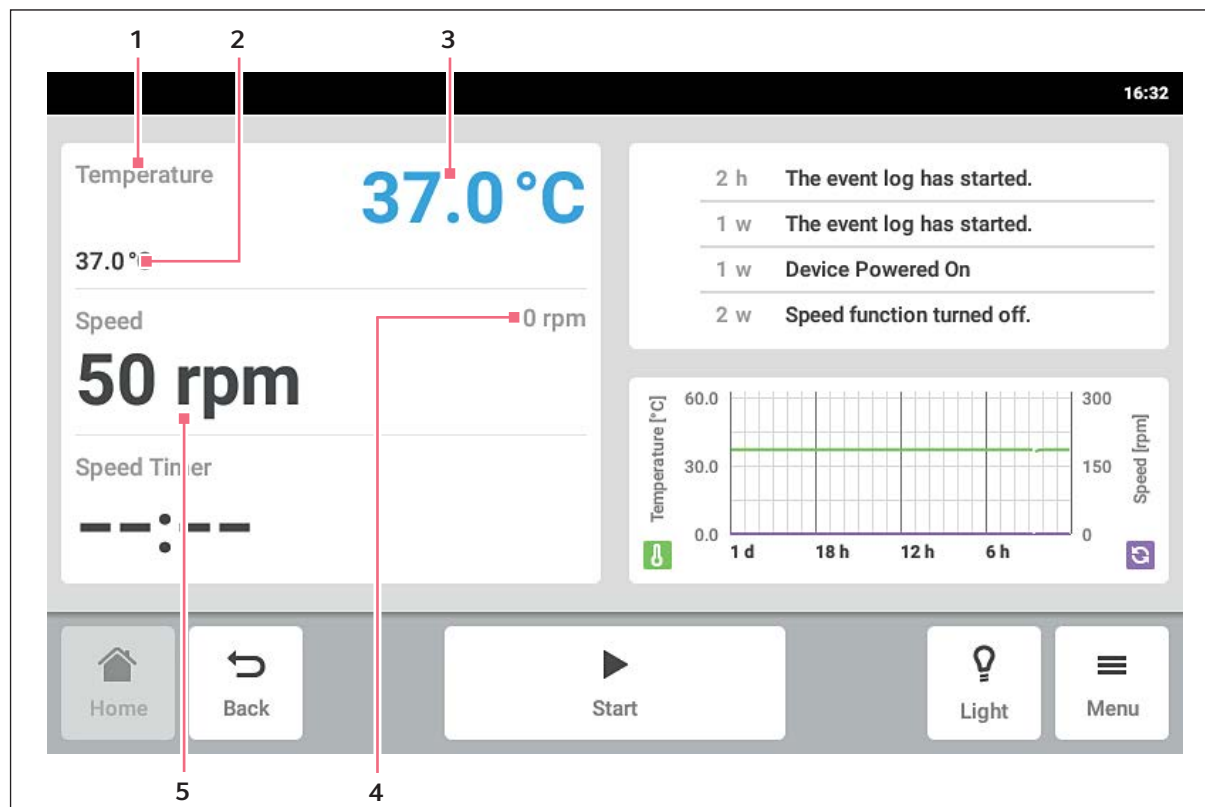 1 2 3
16:32
Temperature
37.0 °C
37.0 °C
Speed
0 rpm
50 rpm
Speed Timer
--:--
2 h The event log has started.
1 w The event log has started.
1 w Device Powered On
2 w Speed function turned off.
Temperature [°C]
60.0
30.0
0.0
1 d 18 h 12 h 6 h
300
150
0
Speed [rpm]
Home
Back
Start
Light
Menu
5 4